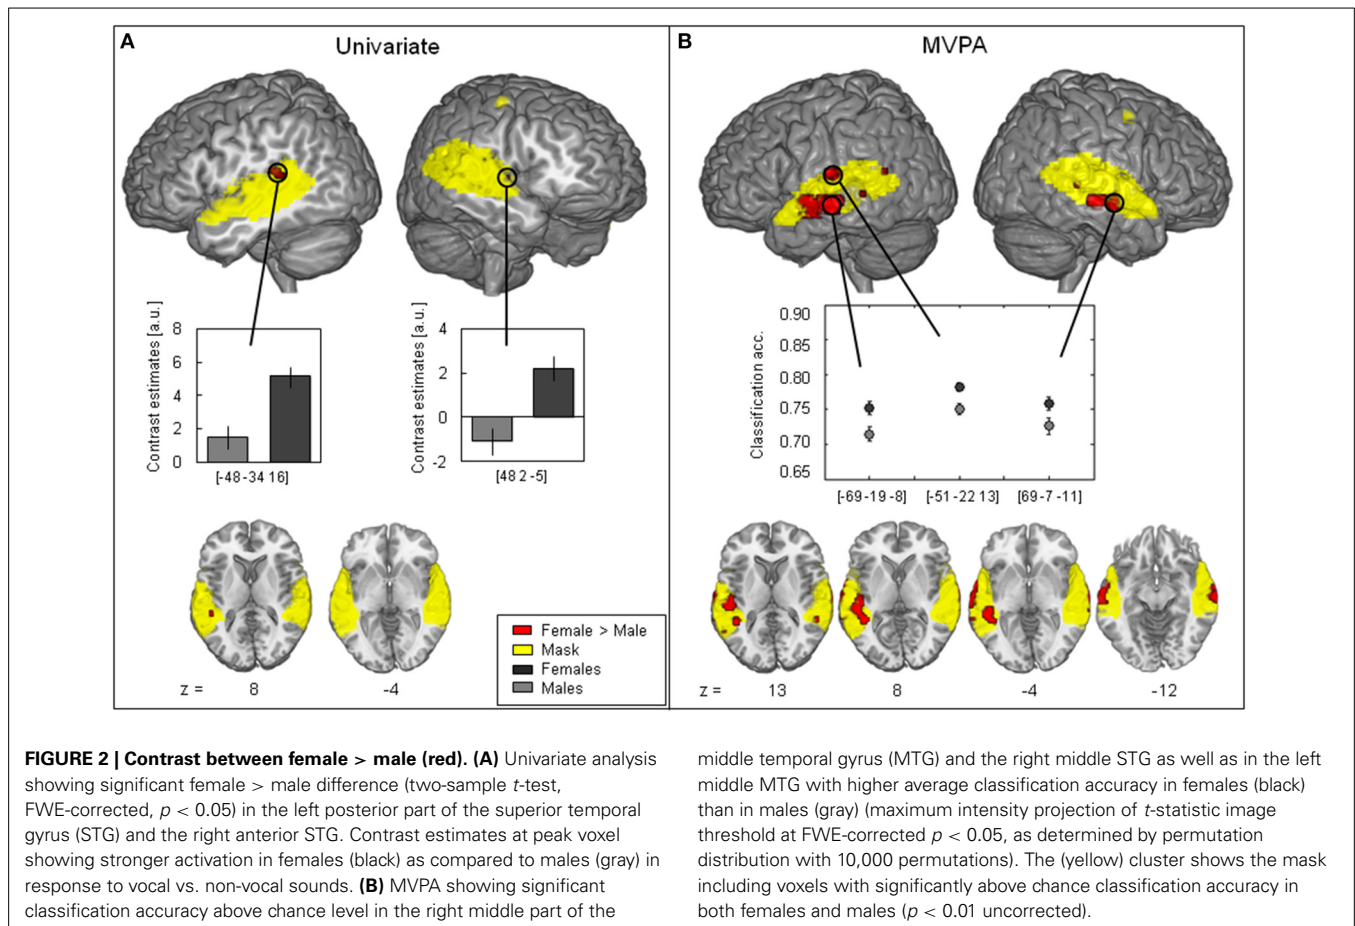 A
Univariate
Contrast estimates [a.u.]
8
6
4
2
0
[-48 -34 16]
Contrast estimates [a.u.]
4
2
0
-2
[48 2 -5]
z =
8
-4
Female > Male
Mask
Females
Males
B
MVPA
Classification acc.
0.90
0.85
0.80
0.75
0.70
0.65
[-69 -19 -8]
[-51 -22 13]
[69 -7 -11]
z =
13
8
-4
-12
FIGURE 2 | Contrast between female > male (red). (A) Univariate analysis
showing significant female > male difference (two-sample t-test,
FWE-corrected, p < 0.05) in the left posterior part of the superior temporal
gyrus (STG) and the right anterior STG. Contrast estimates at peak voxel
showing stronger activation in females (black) as compared to males (gray) in
response to vocal vs. non-vocal sounds. (B) MVPA showing significant
classification accuracy above chance level in the right middle part of the
middle temporal gyrus (MTG) and the right middle STG as well as in the left
middle MTG with higher average classification accuracy in females (black)
than in males (gray) (maximum intensity projection of t-statistic image
threshold at FWE-corrected p < 0.05, as determined by permutation
distribution with 10,000 permutations). The (yellow) cluster shows the mask
including voxels with significantly above chance classification accuracy in
both females and males (p < 0.01 uncorrected).